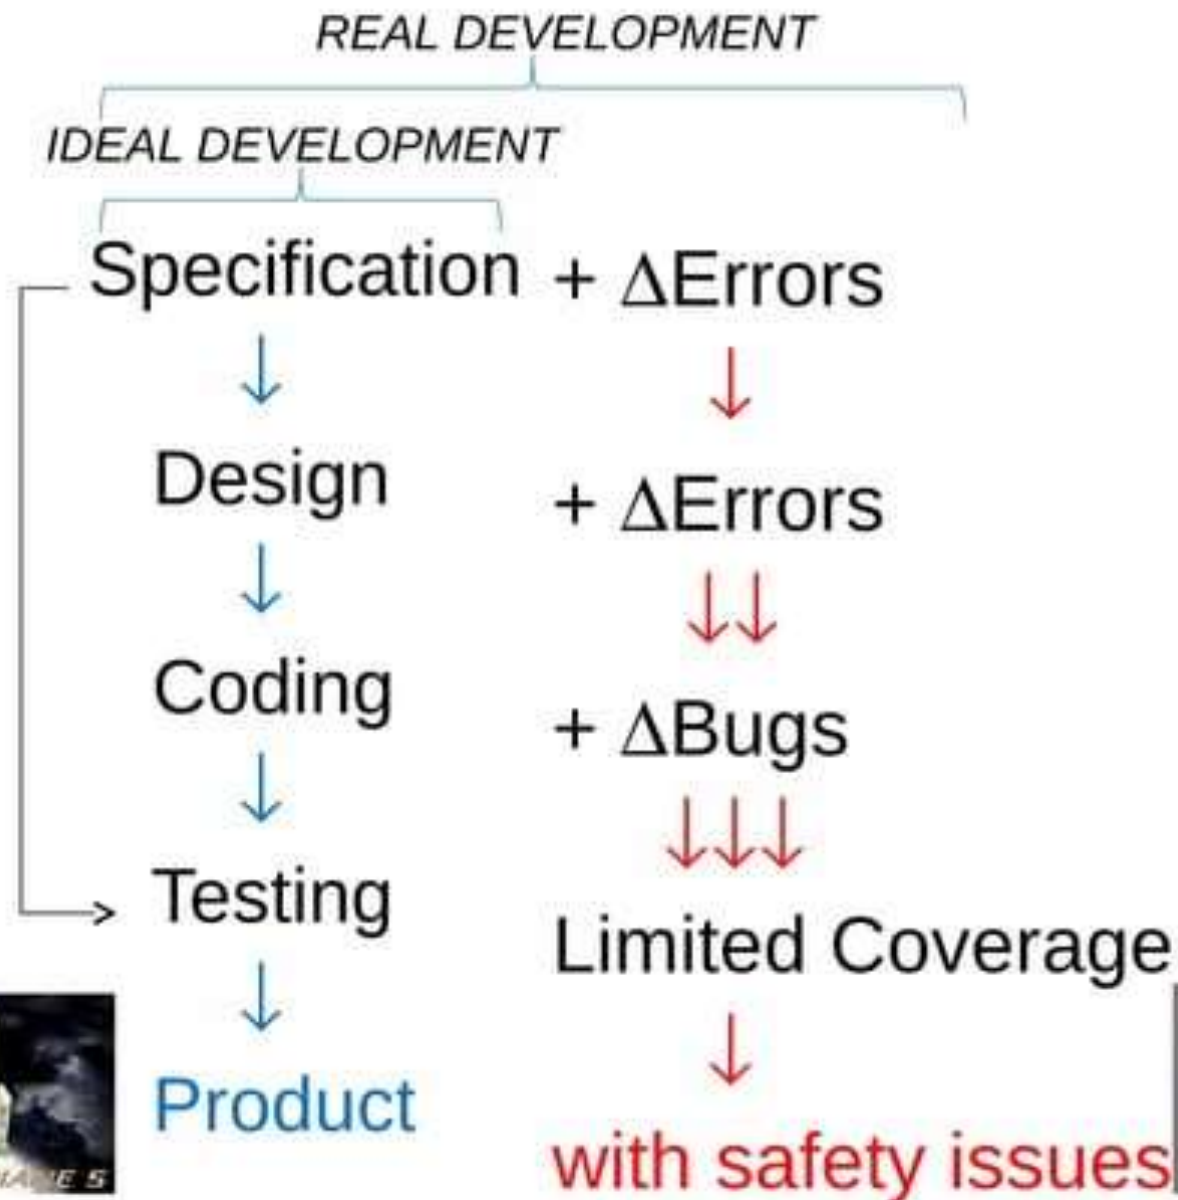 REAL DEVELOPMENT
IDEAL DEVELOPMENT
Specification + ΔErrors
Design + ΔErrors
Coding + ΔBugs
Testing Limited Coverage
Product with safety issues